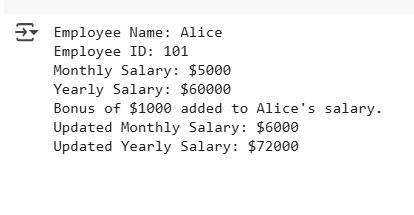 Employee Name: Alice
Employee ID: 101
Monthly Salary: $5000
Yearly Salary: $60000
Bonus of $1000 added to Alice's salary.
Updated Monthly Salary: $6000
Updated Yearly Salary: $72000